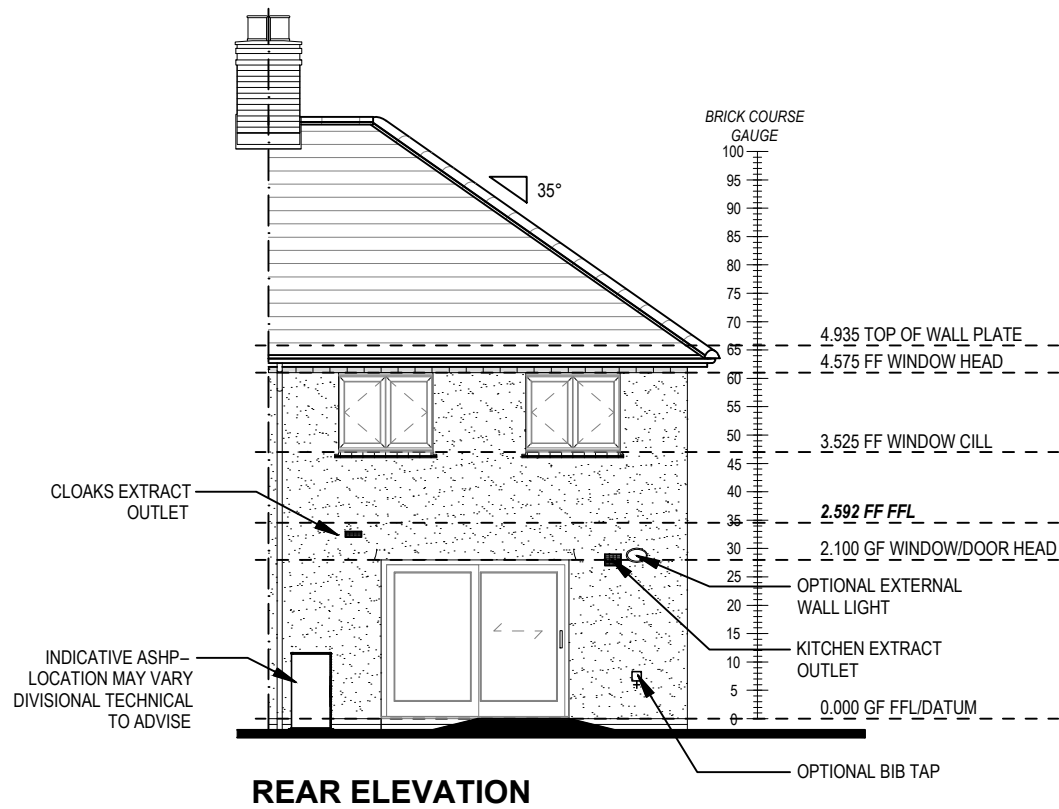 BRICK COURSE
GAUGE
100
95
90
85
80
75
70
65
60
55
50
45
40
35
30
25
20
15
10
5
0
35°
4.935 TOP OF WALL PLATE
4.575 FF WINDOW HEAD
3.525 FF WINDOW CILL
2.592 FF FFL
2.100 GF WINDOW/DOOR HEAD
OPTIONAL EXTERNAL
WALL LIGHT
KITCHEN EXTRACT
OUTLET
0.000 GF FFL/DATUM
OPTIONAL BIB TAP
CLOAKS EXTRACT
OUTLET
INDICATIVE ASHP–
LOCATION MAY VARY
DIVISIONAL TECHNICAL
TO ADVISE
REAR ELEVATION